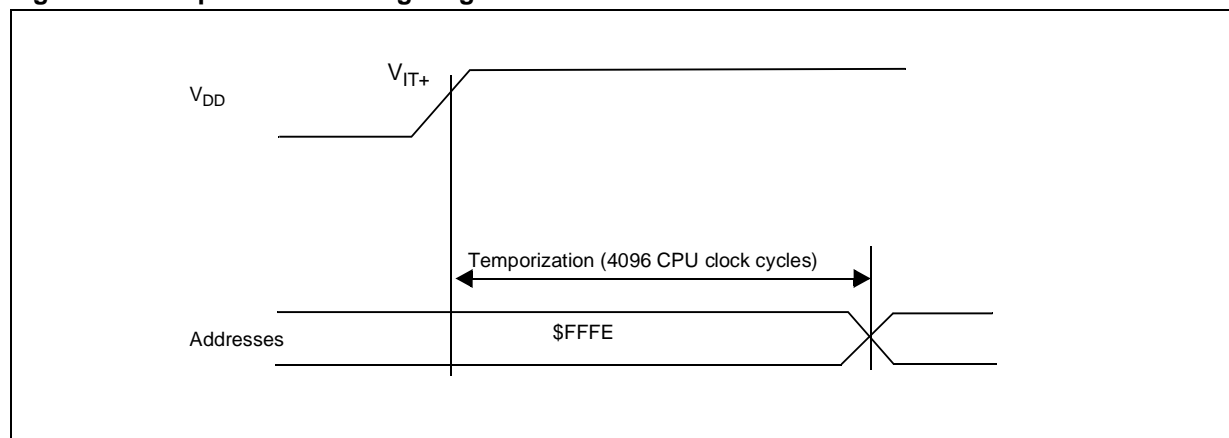 V_IT+
V_DD
Temporization (4096 CPU clock cycles)
Addresses
$FFFE